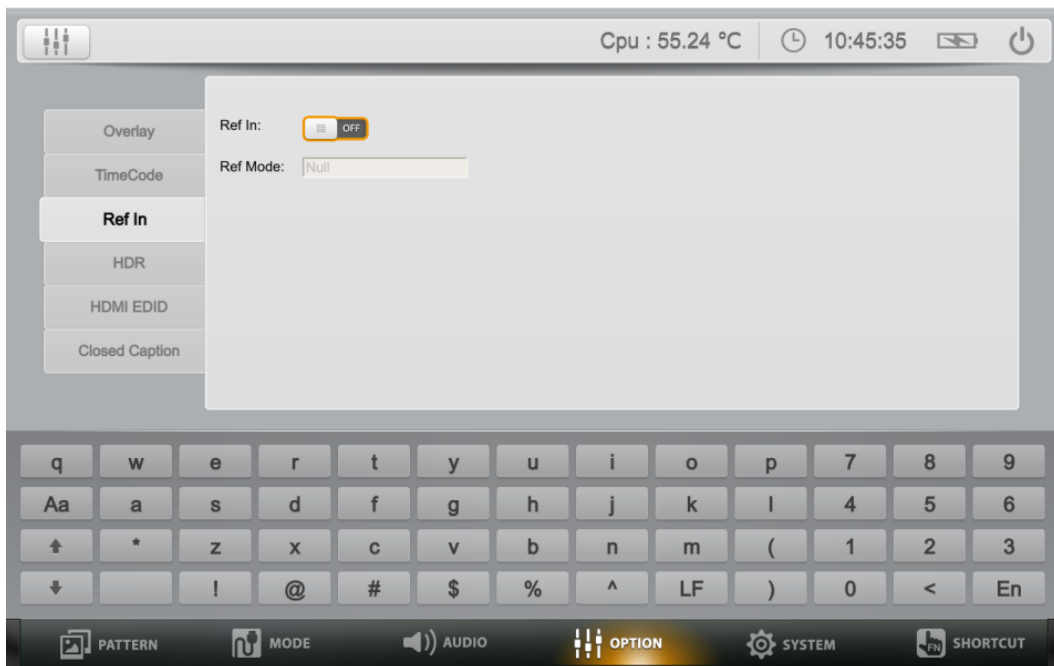 Cpu : 55.24 °C 10:45:35
Overlay
TimeCode
Ref In
HDR
HDMI EDID
Closed Caption
Ref In: OFF
Ref Mode: Null
q w e r t y u i o p 7 8 9
Aa a s d f g h j k l 4 5 6
* z x c v b n m ( 1 2 3
! @ # $ % ^ LF ) 0 < En
PATTERN MODE AUDIO OPTION SYSTEM FN SHORTCUT